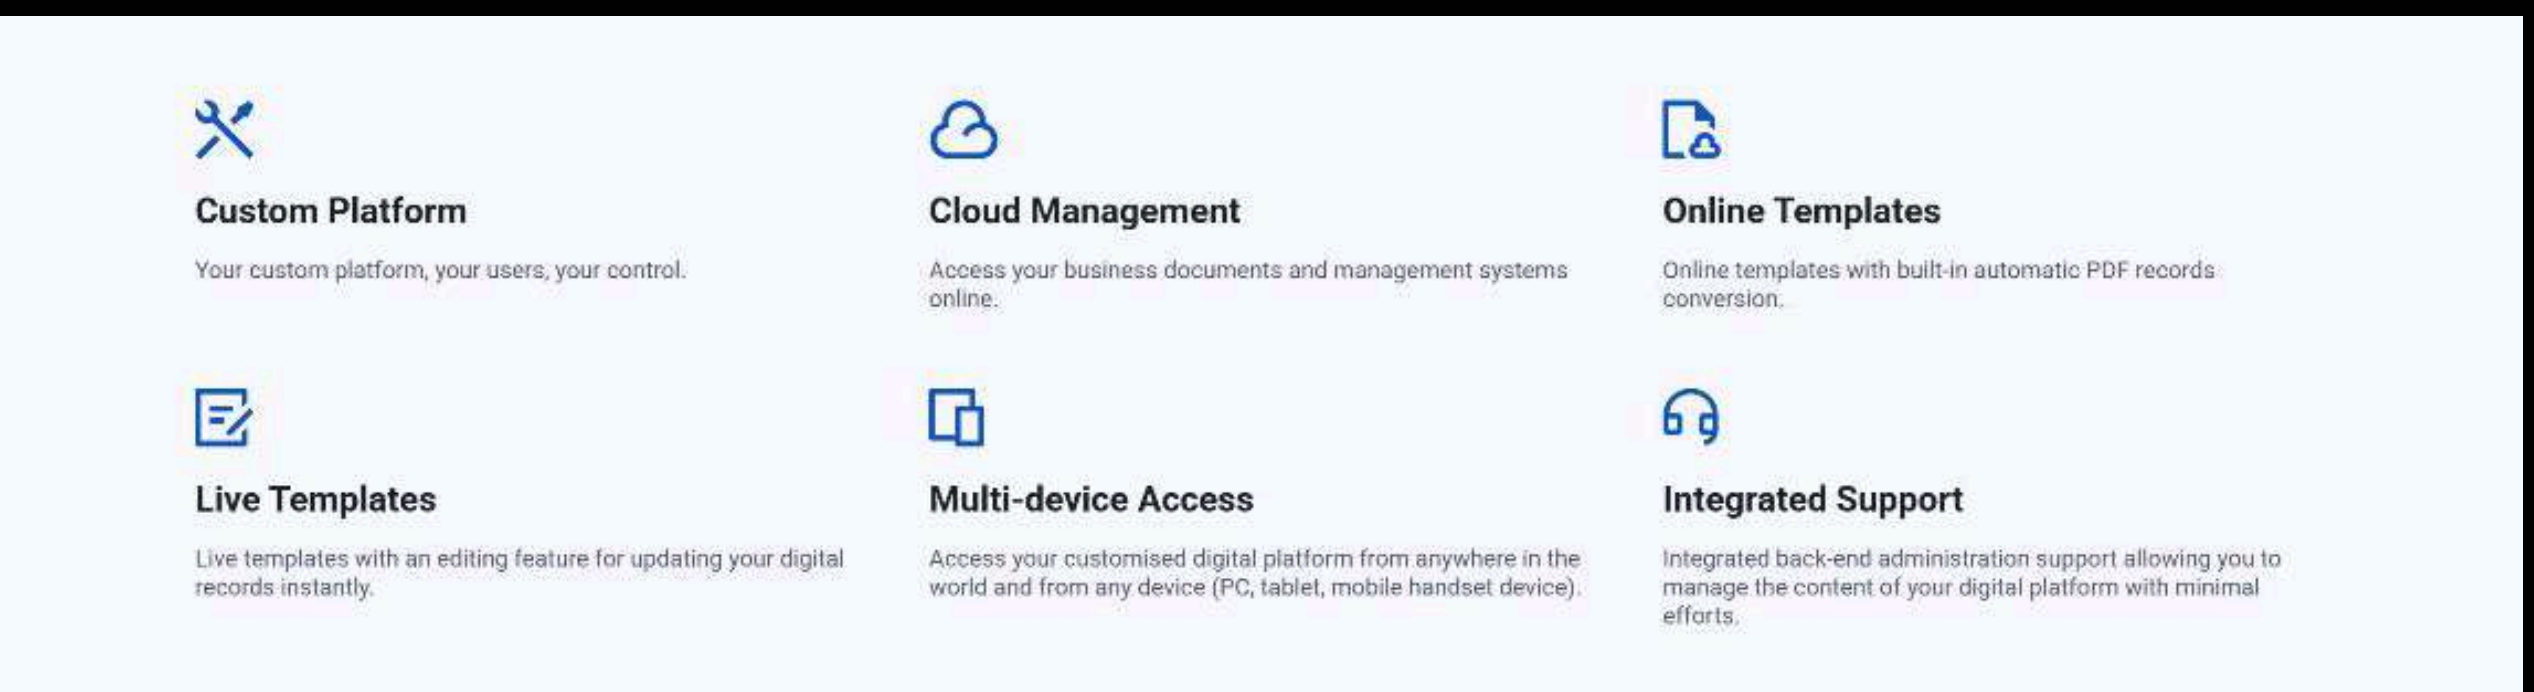 Custom Platform
Your custom platform, your users, your control.
Cloud Management
Access your business documents and management systems
online.
Online Templates
Online templates with built-in automatic PDF records
conversion.
Live Templates
Live templates with an editing feature for updating your digital
records instantly.
Multi-device Access
Access your customised digital platform from anywhere in the
world and from any device (PC, tablet, mobile handset device).
Integrated Support
Integrated back-end administration support allowing you to
manage the content of your digital platform with minimal
efforts.